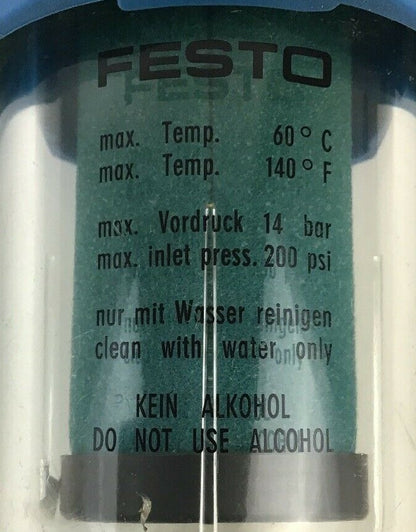 FESTO
max. Temp. 60° C
max. Temp. 140° F
max. Vordruck 14 bar
max. inlet press. 200 psi
nur mit Wasser reinigen
clean with water only
KEIN ALKOHOL
DO NOT USE ALCOHOL